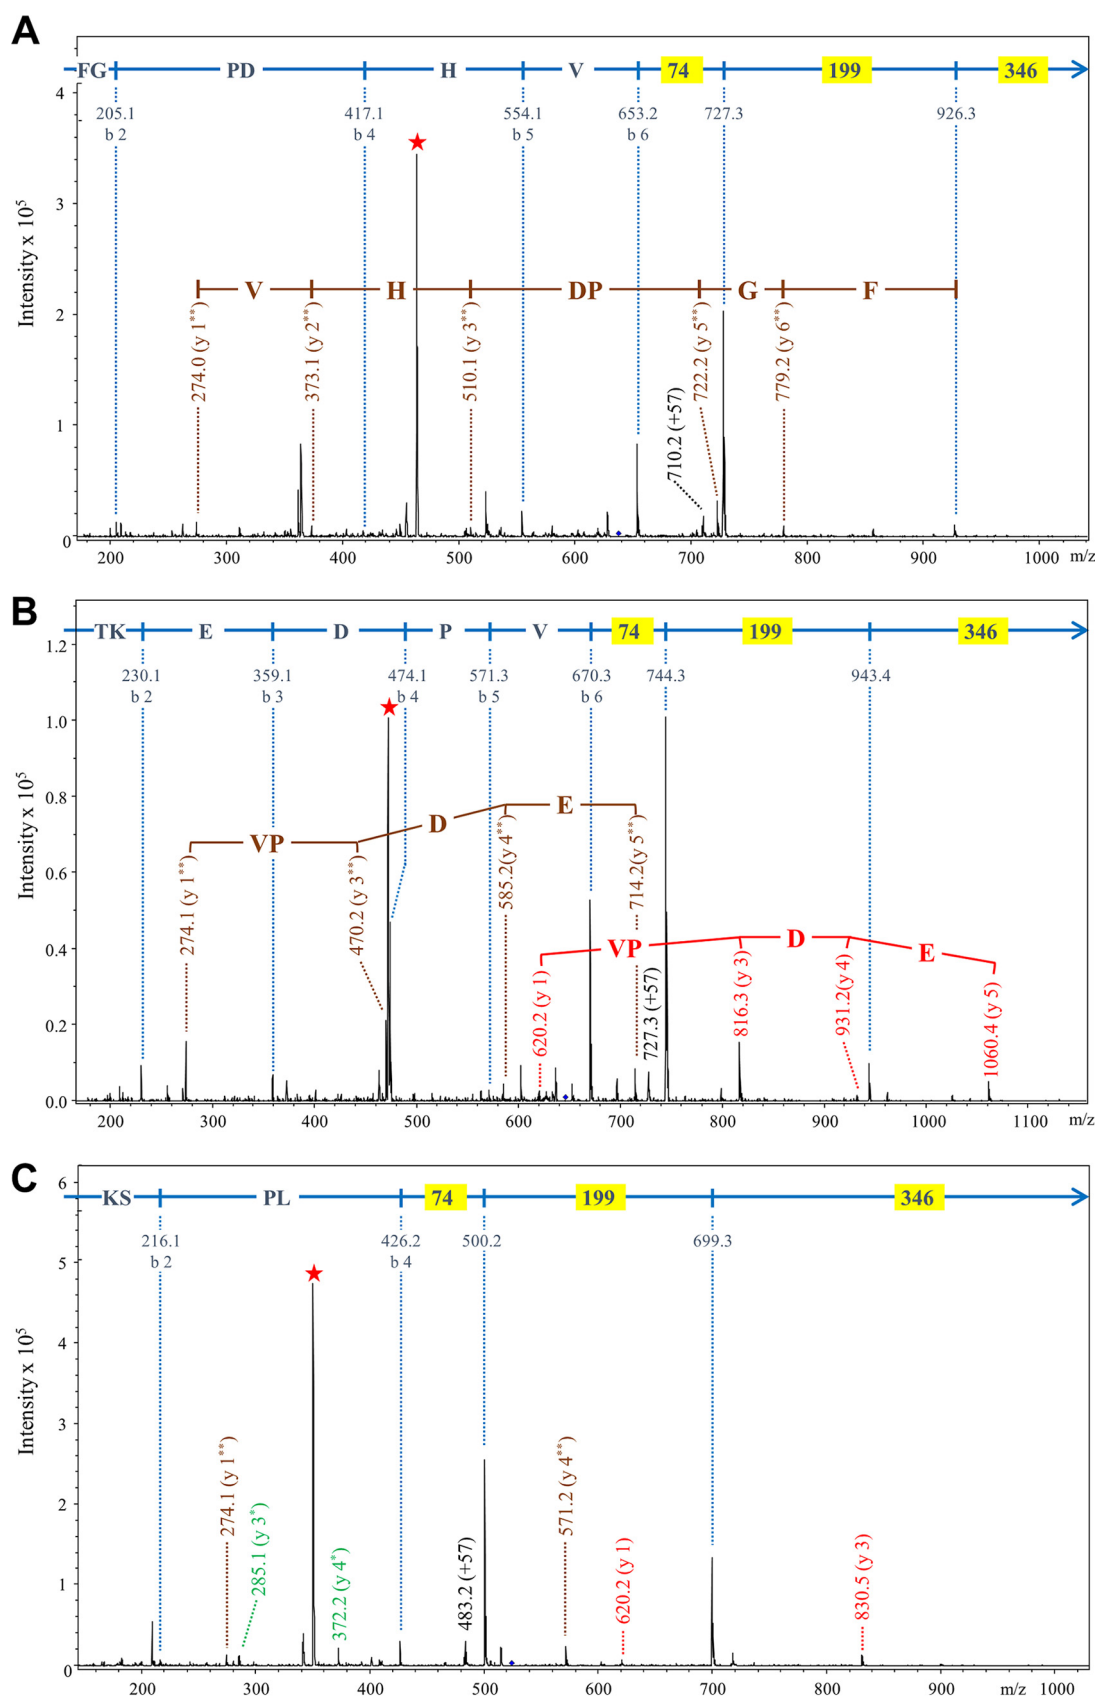 A
FG PD H V 74 199 346
205.1 417.1 554.1 653.2 727.3 926.3
b 2 b 4 b 5 b 6
4
3
2
1
0
Intensity x 10⁵
V H DP G F
274.0 (y 1**)
373.1 (y 2**)
510.1 (y 3**)
710.2 (+57)
722.2 (y 5**)
779.2 (y 6**)
200 300 400 500 600 700 800 900 1000 m/z
B
TK E D P V 74 199 346
230.1 359.1 474.1 571.3 670.3 744.3 943.4
b 2 b 3 b 4 b 5 b 6
1.2
1.0
0.8
0.6
0.4
0.2
0.0
Intensity x 10⁵
VP D E
274.1 (y 1**)
470.2 (y 3**)
585.2(y 4**)
714.2(y 5**)
VP D E
620.2 (y 1)
727.3 (+57)
816.3 (y 3)
931.2(y 4)
1060.4 (y 5)
200 300 400 500 600 700 800 900 1000 1100 m/z
C
KS PL 74 199 346
216.1 426.2 500.2 699.3
b 2 b 4
6
5
4
3
2
1
0
Intensity x 10⁵
274.1 (y 1**)
285.1 (y 3*)
372.2 (y 4*)
483.2 (+57)
571.2 (y 4**)
620.2 (y 1)
830.5 (y 3)
200 300 400 500 600 700 800 900 m/z 1000